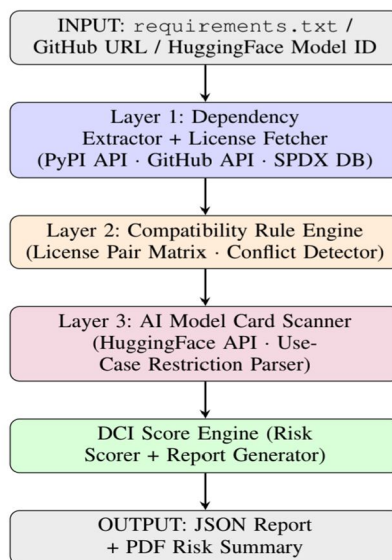 INPUT: requirements.txt /
GitHub URL / HuggingFace Model ID
Layer 1: Dependency
Extractor + License Fetcher
(PyPI API · GitHub API · SPDX DB)
Layer 2: Compatibility Rule Engine
(License Pair Matrix · Conflict Detector)
Layer 3: AI Model Card Scanner
(HuggingFace API · Use-
Case Restriction Parser)
DCI Score Engine (Risk
Scorer + Report Generator)
OUTPUT: JSON Report
+ PDF Risk Summary